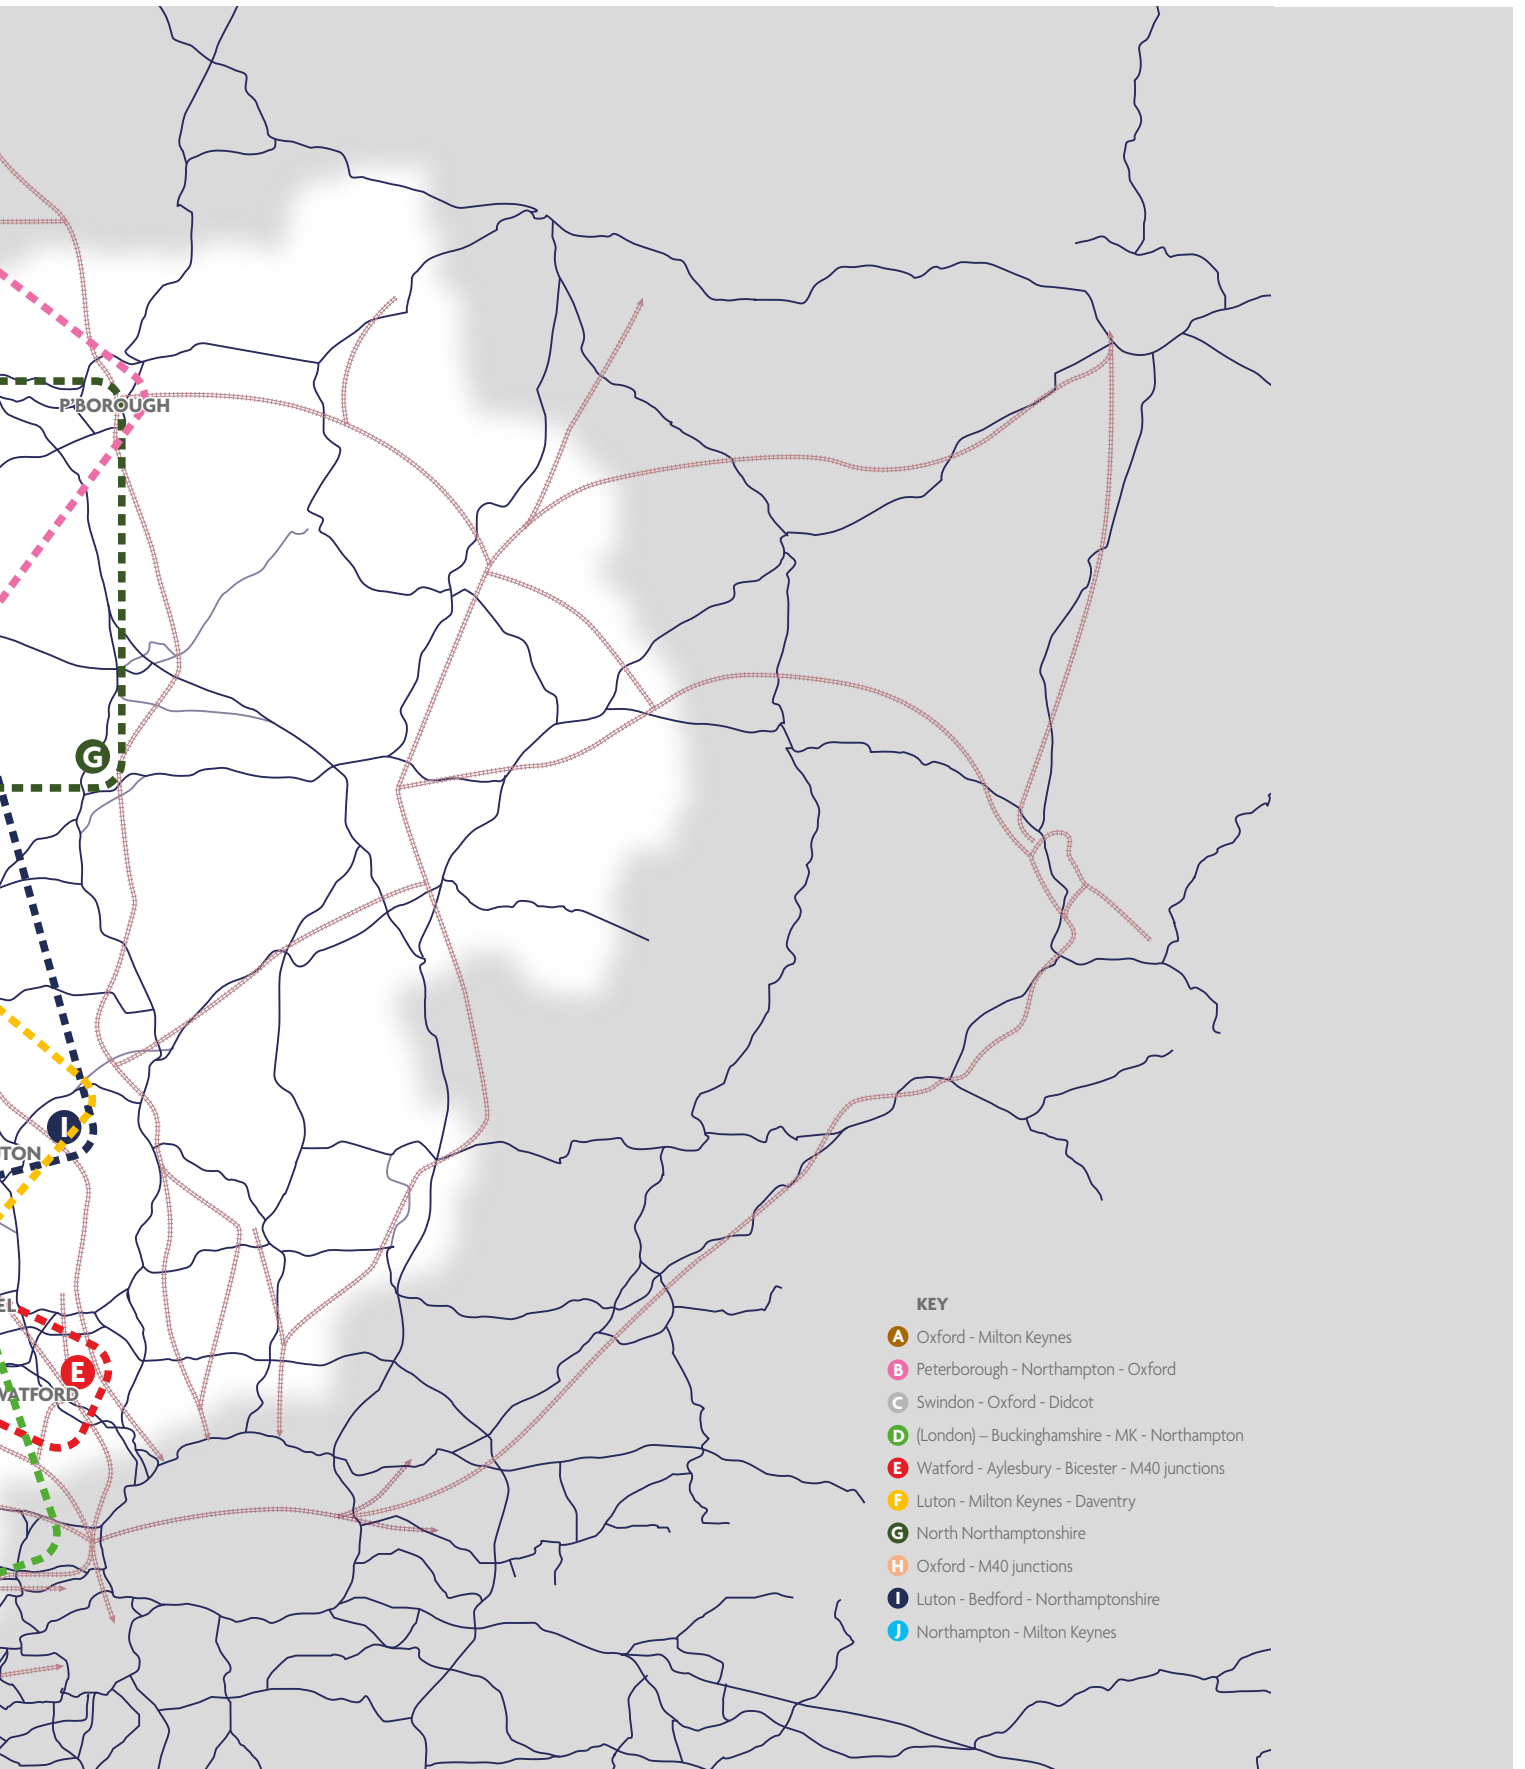 P'BOROUGH
G
I
TON
EL
E
WATFORD
KEY
A Oxford - Milton Keynes
B Peterborough - Northampton - Oxford
C Swindon - Oxford - Didcot
D (London) – Buckinghamshire - MK - Northampton
E Watford - Aylesbury - Bicester - M40 junctions
F Luton - Milton Keynes - Daventry
G North Northamptonshire
H Oxford - M40 junctions
I Luton - Bedford - Northamptonshire
J Northampton - Milton Keynes